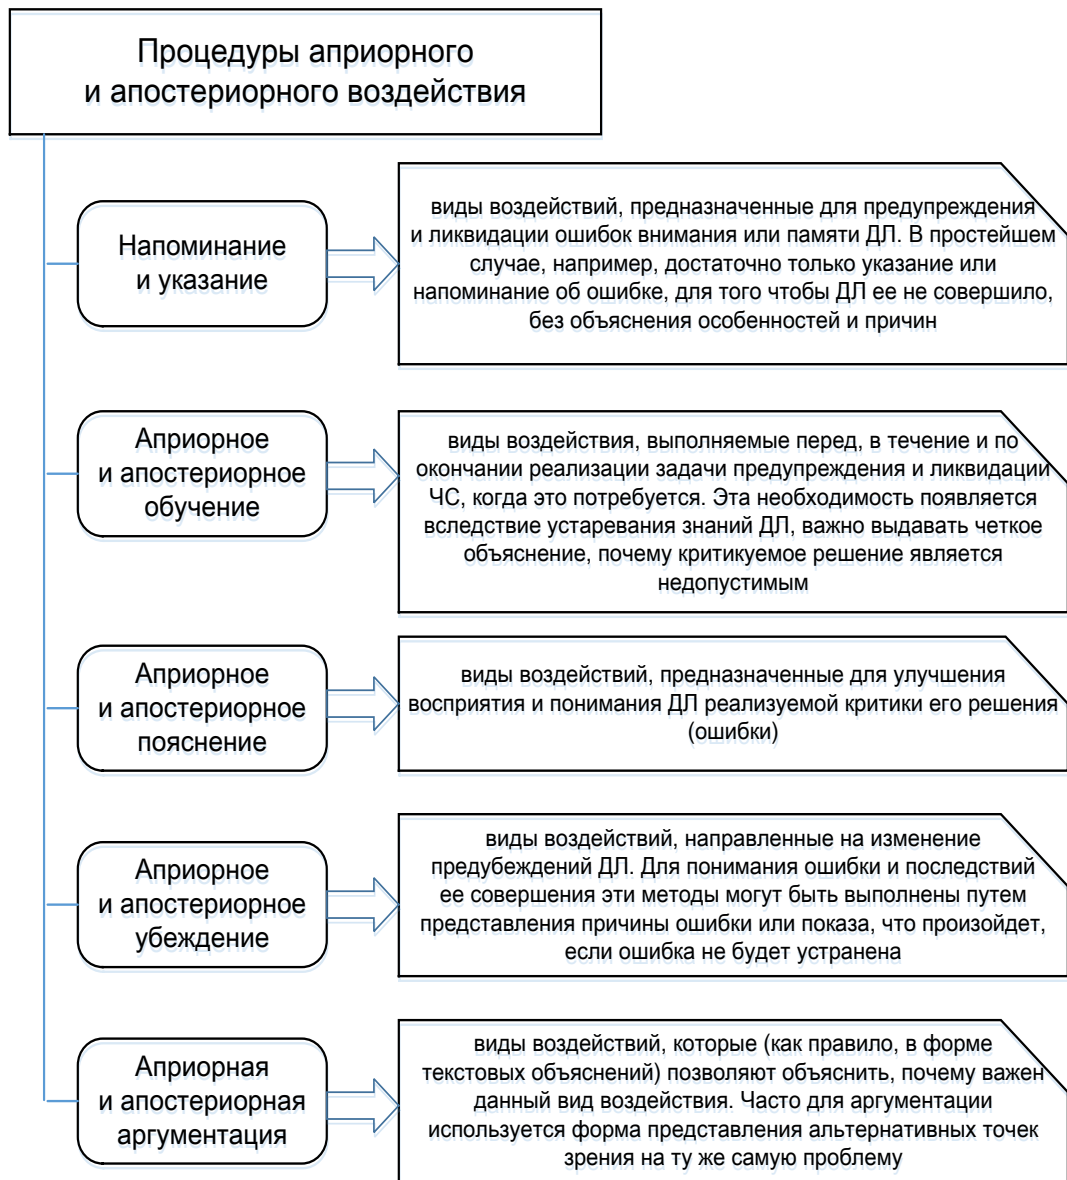 Процедуры априорного
и апостериорного воздействия
Напоминание
и указание
виды воздействий, предназначенные для предупреждения
и ликвидации ошибок внимания или памяти ДЛ. В простейшем
случае, например, достаточно только указание или
напоминание об ошибке, для того чтобы ДЛ ее не совершило,
без объяснения особенностей и причин
Априорное
и апостериорное
обучение
виды воздействия, выполняемые перед, в течение и по
окончании реализации задачи предупреждения и ликвидации
ЧС, когда это потребуется. Эта необходимость появляется
вследствие устаревания знаний ДЛ, важно выдавать четкое
объяснение, почему критикуемое решение является
недопустимым
Априорное
и апостериорное
пояснение
виды воздействий, предназначенные для улучшения
восприятия и понимания ДЛ реализуемой критики его решения
(ошибки)
Априорное
и апостериорное
убеждение
виды воздействий, направленные на изменение
предубеждений ДЛ. Для понимания ошибки и последствий
ее совершения эти методы могут быть выполнены путем
представления причины ошибки или показа, что произойдет,
если ошибка не будет устранена
Априорная
и апостериорная
аргументация
виды воздействий, которые (как правило, в форме
текстовых объяснений) позволяют объяснить, почему важен
данный вид воздействия. Часто для аргументации
используется форма представления альтернативных точек
зрения на ту же самую проблему